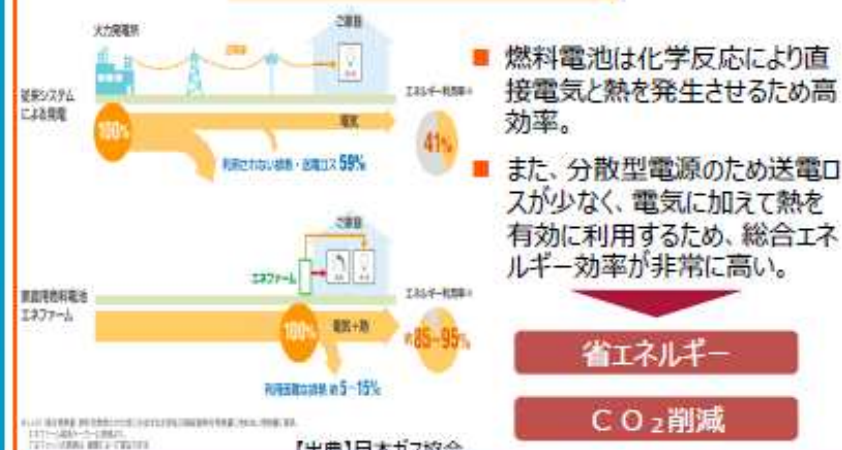 火力発電所
ご家庭
送電線
従来システム
による発電
エネルギー利用率※
100%
電気
41%
利用されない排熱・送電ロス 59%
ご家庭
エネファーム
家庭用燃料電池
エネファーム
エネルギー利用率※
100%
電気+熱
約85~95%
利用困難な排熱 約5~15%
■ 燃料電池は化学反応により直
接電気と熱を発生させるため高
効率。
■ また、分散型電源のため送電ロ
スが少なく、電気に加えて熱を
有効に利用するため、総合エネ
ルギー効率が非常に高い。
省エネルギー
CO2削減
【出典】日本ガス協会